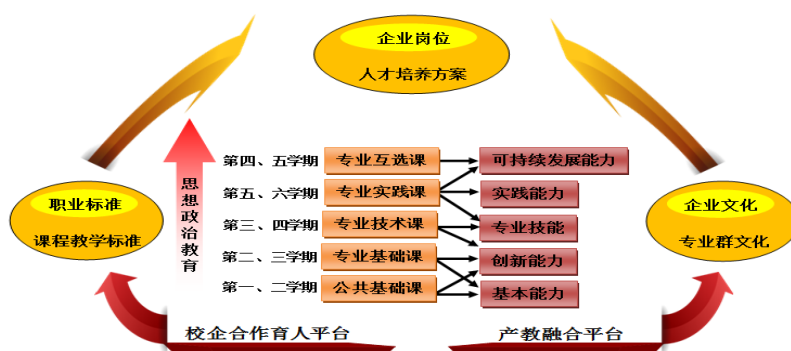 企业岗位
人才培养方案
思想政治教育
第四、五学期 专业互选课 可持续发展能力
第五、六学期 专业实践课 实践能力
第三、四学期 专业技术课 专业技能
第二、三学期 专业基础课 创新能力
第一、二学期 公共基础课 基本能力
职业标准
课程教学标准
企业文化
专业群文化
校企合作育人平台 产教融合平台